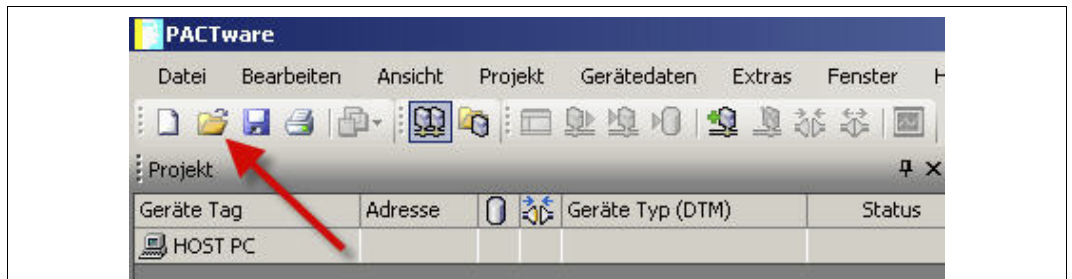 PACTware
Datei Bearbeiten Ansicht Projekt Gerätedaten Extras Fenster H
Projekt
Geräte Tag Adresse Geräte Typ (DTM) Status
HOST PC